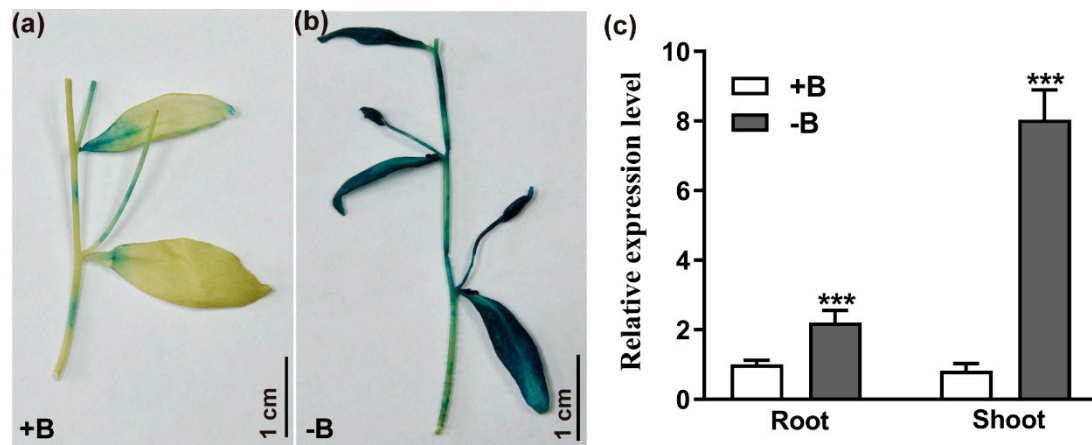 (a)
+B
1 cm
(b)
-B
1 cm
(c)
Relative expression level
10
8
6
4
2
0
+B
-B
***
***
Root
Shoot